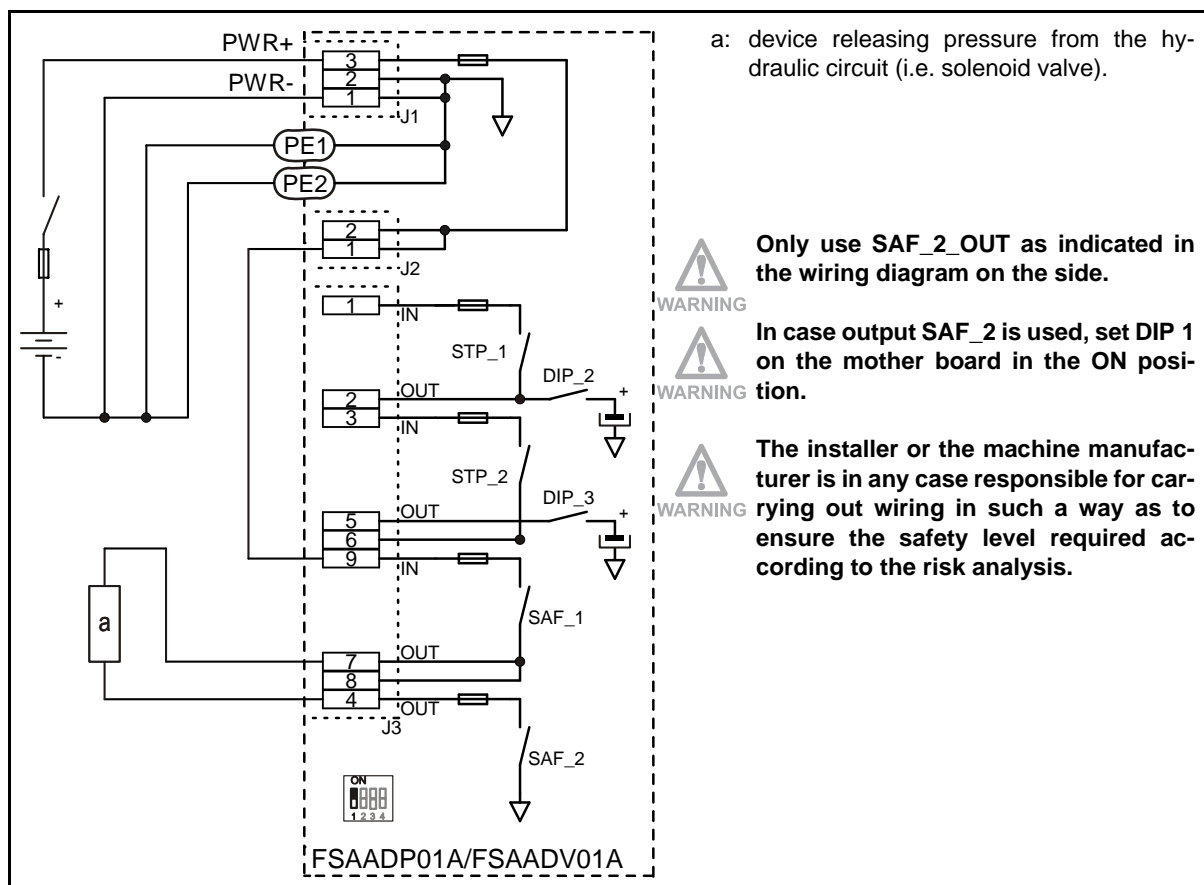 PWR+
3
PWR-
2
1
J1
PE1
PE2
2
1
J2
+
-
1
IN
STP_1
DIP_2
2
OUT
+
3
IN
STP_2
DIP_3
5
OUT
+
6
9
IN
SAF_1
a
7
OUT
8
4
OUT
J3
SAF_2
ON
1 2 3 4
FSAADP01A/FSAADV01A
a: device releasing pressure from the hy-
draulic circuit (i.e. solenoid valve).
WARNING
Only use SAF_2_OUT as indicated in
the wiring diagram on the side.
WARNING
In case output SAF_2 is used, set DIP 1
on the mother board in the ON posi-
tion.
WARNING
The installer or the machine manufac-
turer is in any case responsible for car-
rying out wiring in such a way as to
ensure the safety level required ac-
cording to the risk analysis.